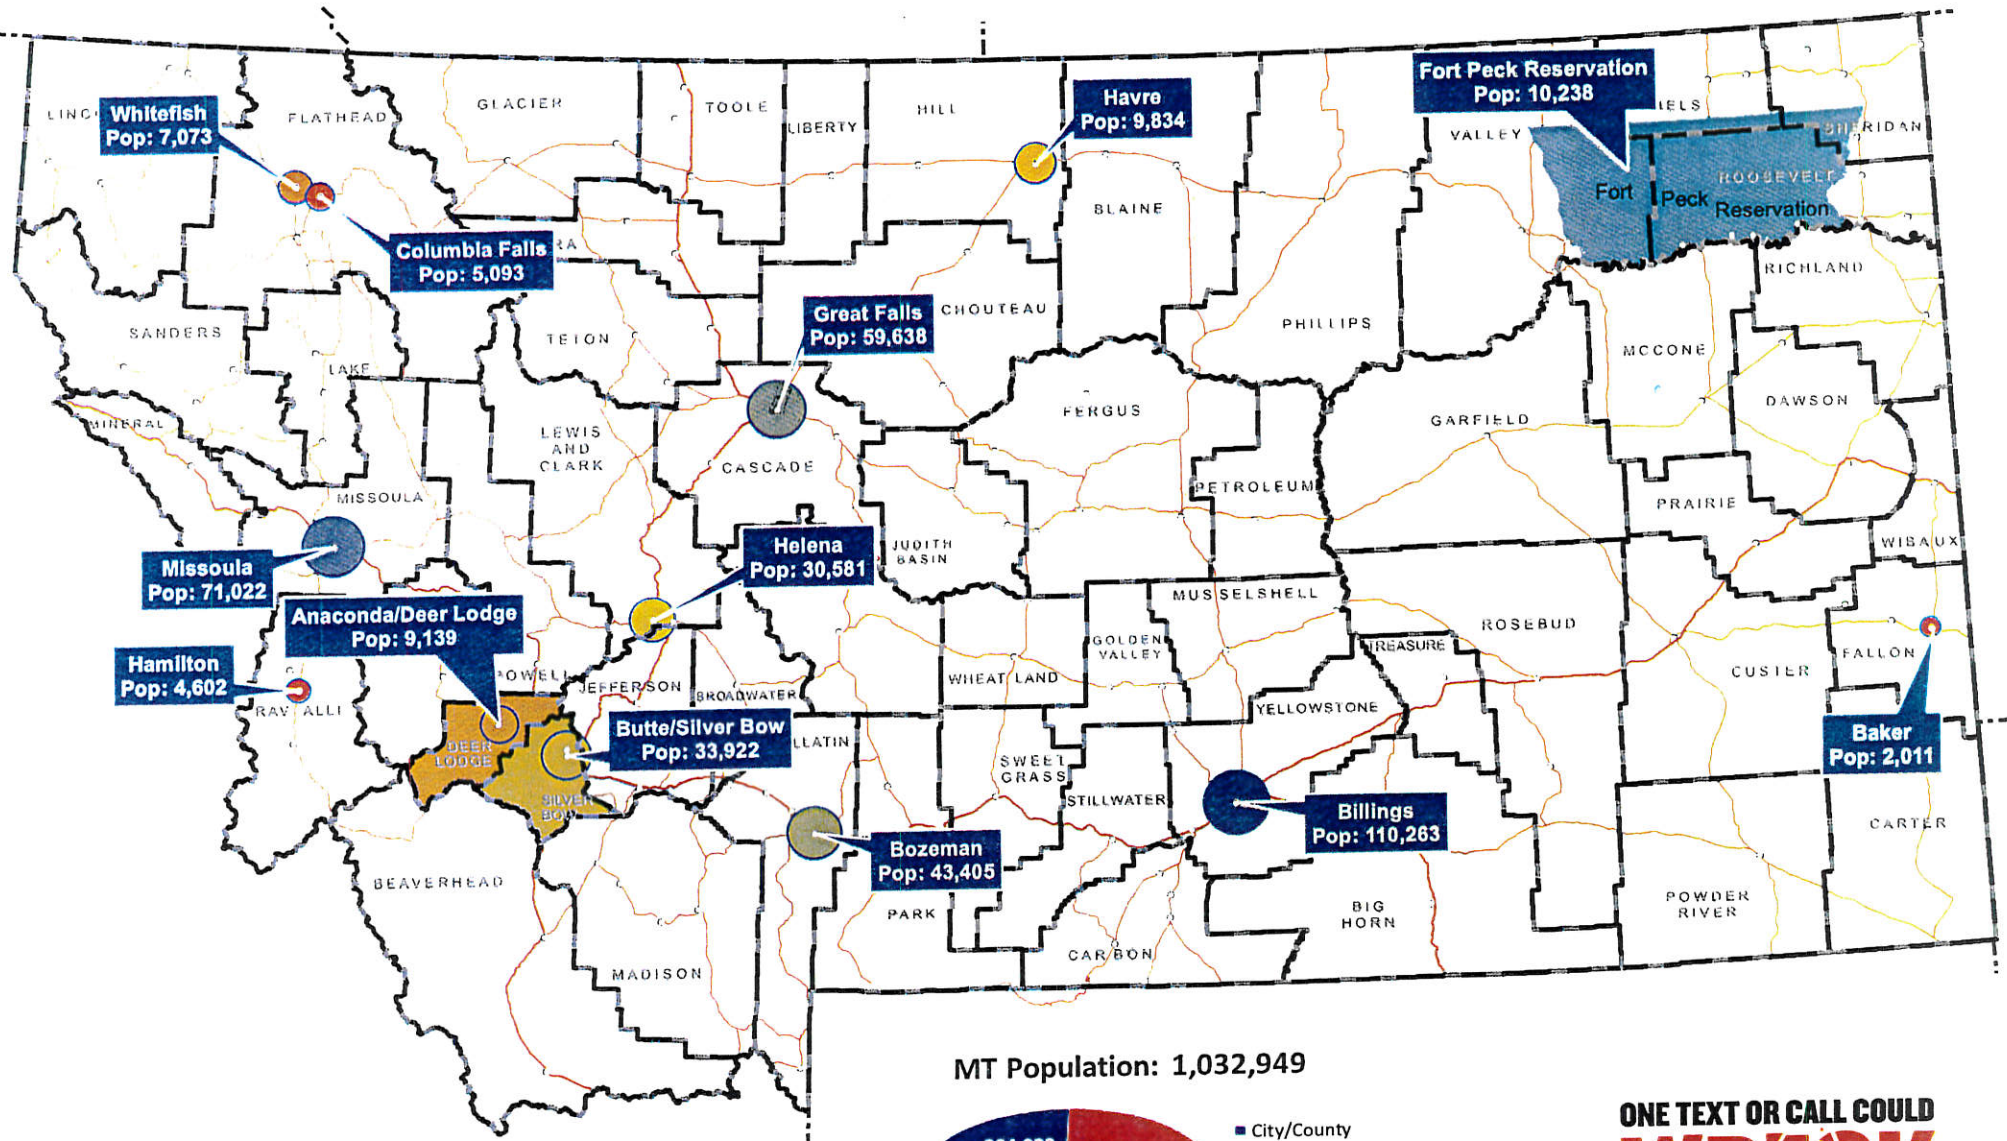 Fort Peck Reservation
Pop: 10,238
Havre
Pop: 9,834
Whitefish
Pop: 7,073
GLACIER
TOOLE
HILL
LIBERTY
FLATHEAD
VALLEY
SHERIDAN
ROOSEVELT
Fort
Peck
Reservation
BLAINE
Columbia Falls
Pop: 5,093
RICHLAND
Great Falls
Pop: 59,638
CHOUTEAU
PHILLIPS
SANDERS
TETON
LAKE
MCCONE
DAWSON
FERGUS
GARFIELD
MINERAL
LEWIS
AND
CLARK
CASCADE
PETROLEUM
MISSOULA
PRAIRIE
Helena
Pop: 30,581
JUDITH
BASIN
WIBAUX
Missoula
Pop: 71,022
MUSSELSHELL
Anaconda/Deer Lodge
Pop: 9,139
GOLDEN
VALLEY
ROSEBUD
TREASURE
FALLON
Hamilton
Pop: 4,602
CUSTER
WHEATLAND
JEFFERSON
BROADWATER
RAVALLI
YELLOWSTONE
Butte/Silver Bow
Pop: 33,922
LLATIN
Baker
Pop: 2,011
DEER
LODGE
SWEET
GRASS
STILLWATER
SILVER
BOW
Billings
Pop: 110,263
CARTER
Bozeman
Pop: 43,405
BEAVERHEAD
PARK
BIG
HORN
POWDER
RIVER
CARBON
MADISON
MT Population: 1,032,949
City/County
ONE TEXT OR CALL COULD